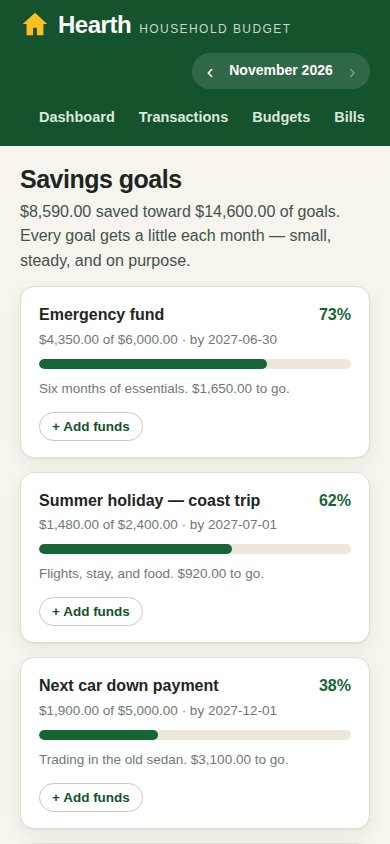 Hearth HOUSEHOLD BUDGET
‹ November 2026 ›
Dashboard Transactions Budgets Bills
Savings goals
$8,590.00 saved toward $14,600.00 of goals.
Every goal gets a little each month — small,
steady, and on purpose.
Emergency fund 73%
$4,350.00 of $6,000.00 · by 2027-06-30
Six months of essentials. $1,650.00 to go.
+ Add funds
Summer holiday — coast trip 62%
$1,480.00 of $2,400.00 · by 2027-07-01
Flights, stay, and food. $920.00 to go.
+ Add funds
Next car down payment 38%
$1,900.00 of $5,000.00 · by 2027-12-01
Trading in the old sedan. $3,100.00 to go.
+ Add funds